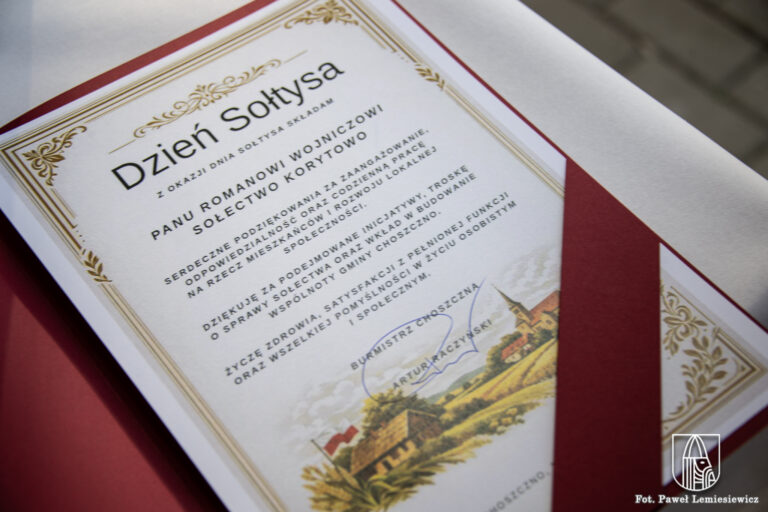 Dzień Sołtysa
Z OKAZJI DNIA SOŁTYSA SKŁADAM
PANU ROMANOWI WOJNICZOWI
SOŁECTWO KORYTOWO
SERDECZNE PODZIĘKOWANIA ZA ZAANGAŻOWANIE,
ODPOWIEDZIALNOŚĆ ORAZ CODZIENNĄ PRACĘ
NA RZECZ MIESZKAŃCÓW I ROZWOJU LOKALNEJ
SPOŁECZNOŚCI.
DZIĘKUJĘ ZA PODEJMOWANE INICJATYWY, TROSKĘ
O SPRAWY SOŁECTWA ORAZ WKŁAD W BUDOWANIE
WSPÓLNOTY GMINY CHOSZCZNO.
ŻYCZĘ ZDROWIA, SATYSFAKCJI Z PEŁNIONEJ FUNKCJI
ORAZ WSZELKIEJ POMYŚLNOŚCI W ŻYCIU OSOBISTYM
I SPOŁECZNYM.
BURMISTRZ CHOSZCZNA
ARTUR RACZYŃSKI
HOSZCZNO,
Fot. Paweł Lemiesiewicz